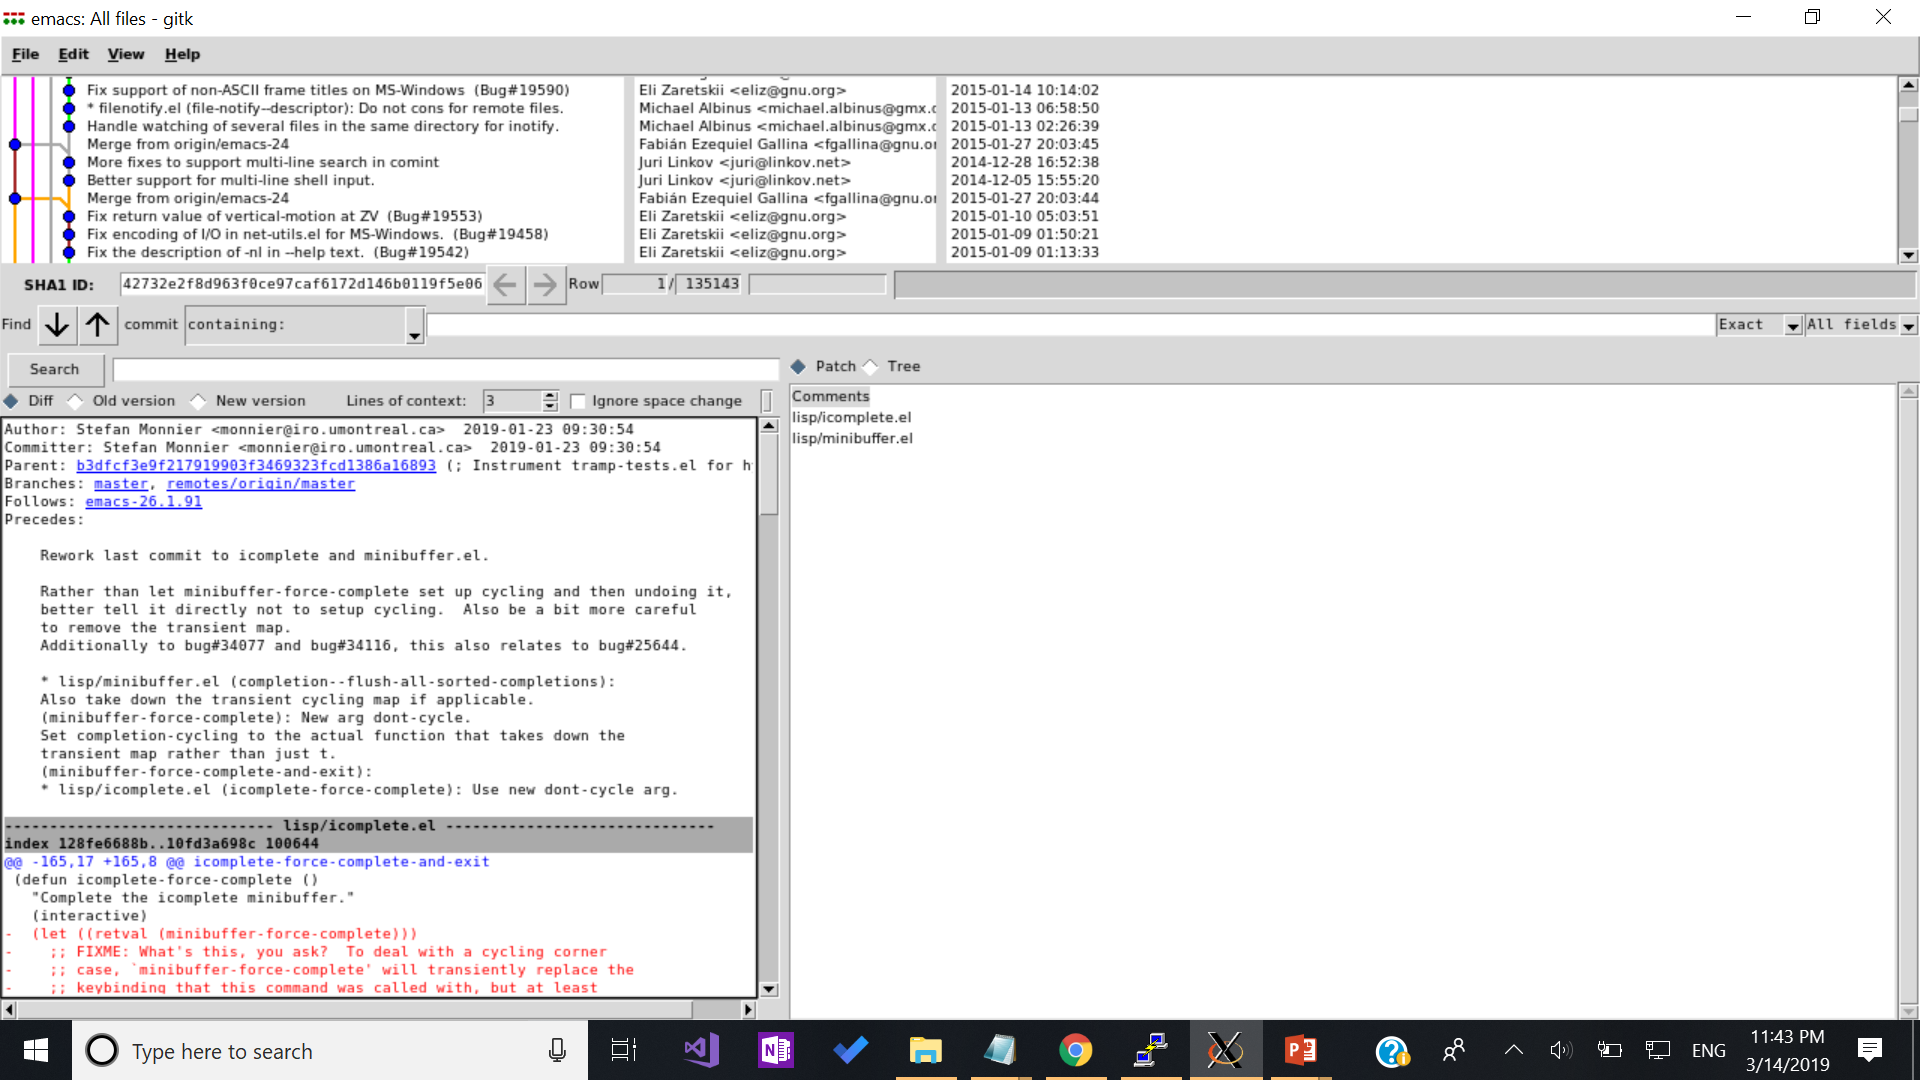 emacs: All files - gitk
File Edit View Help
Fix support of non-ASCII frame titles on MS-Windows  (Bug#19590) Eli Zaretskii <eliz@gnu.org> 2015-01-14 10:14:02
* filenotify.el (file-notify--descriptor): Do not cons for remote files. Michael Albinus <michael.albinus@gmx.c 2015-01-13 06:58:50
Handle watching of several files in the same directory for inotify. Michael Albinus <michael.albinus@gmx.c 2015-01-13 02:26:39
Merge from origin/emacs-24 Fabián Ezequiel Gallina <fgallina@gnu.or 2015-01-27 20:03:45
More fixes to support multi-line search in comint Juri Linkov <juri@linkov.net> 2014-12-28 16:52:38
Better support for multi-line shell input. Juri Linkov <juri@linkov.net> 2014-12-05 15:55:20
Merge from origin/emacs-24 Fabián Ezequiel Gallina <fgallina@gnu.or 2015-01-27 20:03:44
Fix return value of vertical-motion at ZV  (Bug#19553) Eli Zaretskii <eliz@gnu.org> 2015-01-10 05:03:51
Fix encoding of I/O in net-utils.el for MS-Windows.  (Bug#19458) Eli Zaretskii <eliz@gnu.org> 2015-01-09 01:50:21
Fix the description of -nl in --help text.  (Bug#19542) Eli Zaretskii <eliz@gnu.org> 2015-01-09 01:13:33
SHA1 ID: 42732e2f8d963f0ce97caf6172d146b0119f5e06 Row 1 / 135143
Find commit containing: Exact All fields
Search
Patch Tree
Diff Old version New version Lines of context: 3 Ignore space change
Comments
lisp/icomplete.el
lisp/minibuffer.el
Author: Stefan Monnier <monnier@iro.umontreal.ca>  2019-01-23 09:30:54
Committer: Stefan Monnier <monnier@iro.umontreal.ca>  2019-01-23 09:30:54
Parent: b3dfcf3e9f217919903f3469323fcd1386a16893 (; Instrument tramp-tests.el for h
Branches: master, remotes/origin/master
Follows: emacs-26.1.91
Precedes:
Rework last commit to icomplete and minibuffer.el.
Rather than let minibuffer-force-complete set up cycling and then undoing it,
better tell it directly not to setup cycling.  Also be a bit more careful
to remove the transient map.
Additionally to bug#34077 and bug#34116, this also relates to bug#25644.
* lisp/minibuffer.el (completion--flush-all-sorted-completions):
Also take down the transient cycling map if applicable.
(minibuffer-force-complete): New arg dont-cycle.
Set completion-cycling to the actual function that takes down the
transient map rather than just t.
(minibuffer-force-complete-and-exit):
* lisp/icomplete.el (icomplete-force-complete): Use new dont-cycle arg.
------------------------------ lisp/icomplete.el ------------------------------
index 128fe6688b..10fd3a698c 100644
@@ -165,17 +165,8 @@ icomplete-force-complete-and-exit
(defun icomplete-force-complete ()
"Complete the icomplete minibuffer."
(interactive)
-  (let ((retval (minibuffer-force-complete)))
-    ;; FIXME: What's this, you ask?  To deal with a cycling corner
-    ;; case, `minibuffer-force-complete' will transiently replace the
-    ;; keybinding that this command was called with, but at least
Type here to search
ENG
11:43 PM
3/14/2019